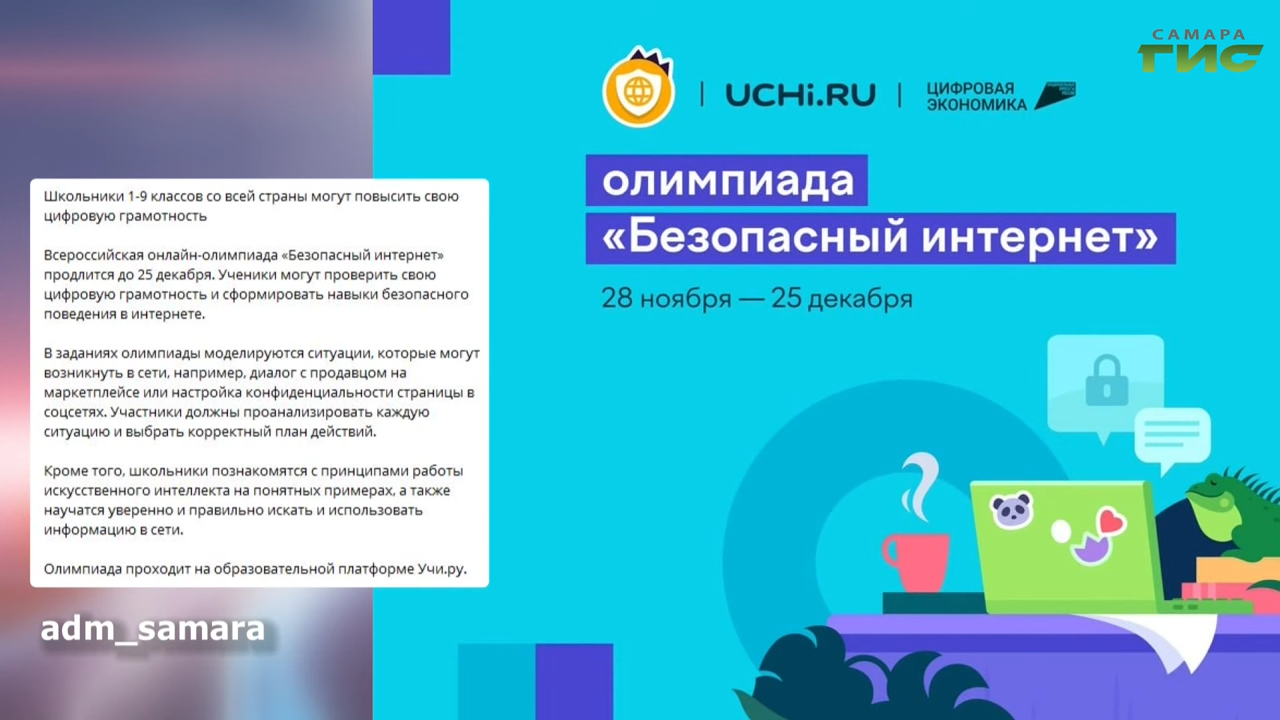 САМАРА
ГИС
UCHi.RU
ЦИФРОВАЯ
ЭКОНОМИКА
олимпиада
«Безопасный интернет»
28 ноября — 25 декабря
Школьники 1-9 классов со всей страны могут повысить свою
цифровую грамотность
Всероссийская онлайн-олимпиада «Безопасный интернет»
продлится до 25 декабря. Ученики могут проверить свою
цифровую грамотность и сформировать навыки безопасного
поведения в интернете.
В заданиях олимпиады моделируются ситуации, которые могут
возникнуть в сети, например, диалог с продавцом на
маркетплейсе или настройка конфиденциальности страницы в
соцсетях. Участники должны проанализировать каждую
ситуацию и выбрать корректный план действий.
Кроме того, школьники познакомятся с принципами работы
искусственного интеллекта на понятных примерах, а также
научатся уверенно и правильно искать и использовать
информацию в сети.
Олимпиада проходит на образовательной платформе Учи.ру.
adm_samara